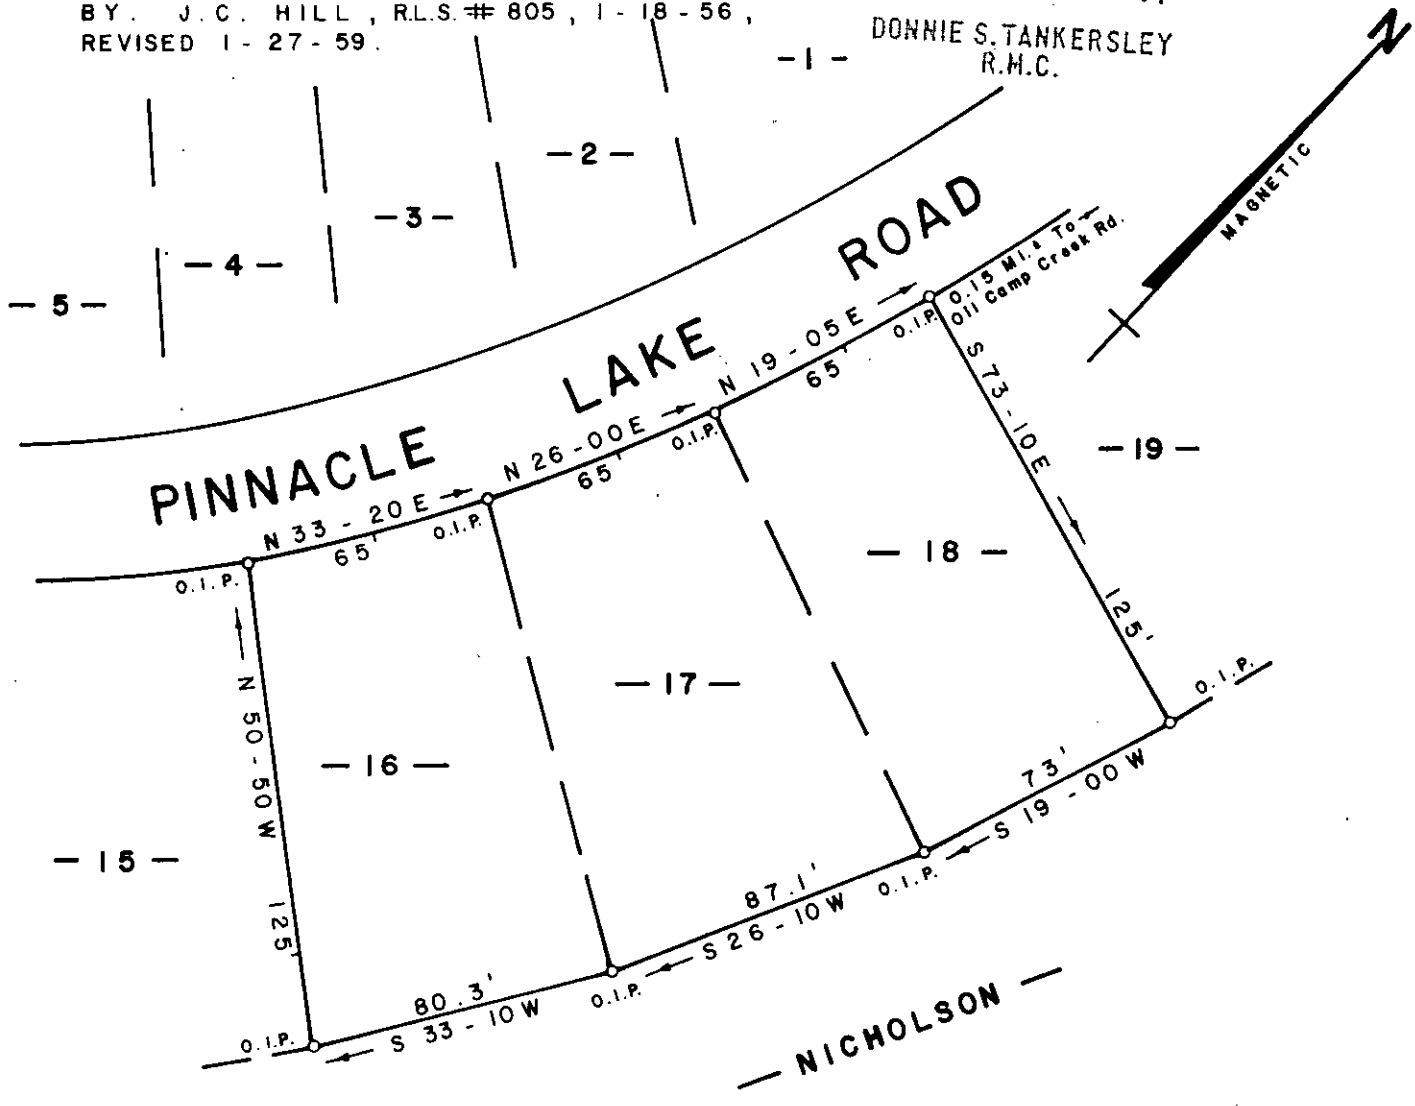 BY. J.C. HILL, R.L.S. # 805, 1-18-56,
REVISED 1-27-59.
DONNIE S. TANKERSLEY
R.M.C.
N
MAGNETIC
-1-
-2-
-3-
-4-
-5-
PINNACLE LAKE ROAD
0.15 MI.± To
Oil Camp Creek Rd.
N 19-05 E
65'
O.I.P.
N 26-00 E
65'
O.I.P.
N 33-20 E
65'
O.I.P.
O.I.P.
S 73-10 E
125'
-19-
-18-
-17-
-16-
-15-
N 50-50 W
125'
O.I.P.
73'
S 19-00 W
O.I.P.
87.1'
S 26-10 W
O.I.P.
80.3'
S 33-10 W
O.I.P.
NICHOLSON